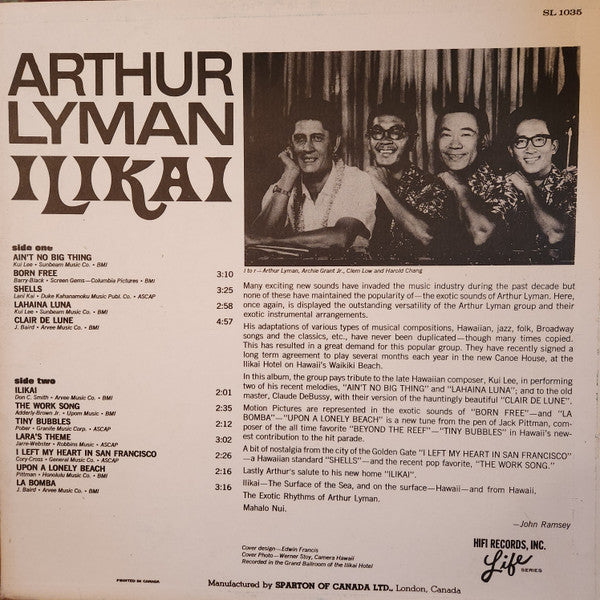 SL 1035
ARTHUR
LYMAN
ILIKAI
side one
AIN'T NO BIG THING
Kui Lee • Sunbeam Music Co. • BMI
BORN FREE 3:10
Barry-Black • Screen Gems—Columbia Pictures • BMI
SHELLS 3:25
Lani Kai • Duke Kahanamoku Music Publ. Co. • ASCAP
LAHAINA LUNA 2:58
Kui Lee • Sunbeam Music Co. • BMI
CLAIR DE LUNE 4:57
J. Baird • Arvee Music Co. • BMI
side two
ILIKAI 2:01
Don C. Smith • Arvee Music Co. • BMI
THE WORK SONG 2:35
Adderly-Brown Jr. • Upam Music • BMI
TINY BUBBLES 2:12
Pober • Granite Music Corp. • ASCAP
LARA'S THEME 3:02
Jarre-Webster • Robbins Music • ASCAP
I LEFT MY HEART IN SAN FRANCISCO 2:26
Cory-Cross • General Music Co. • ASCAP
UPON A LONELY BEACH 2:16
Pittman • Honolulu Music Co. • BMI
LA BOMBA 3:16
J. Baird • Arvee Music Co. • BMI
l to r—Arthur Lyman, Archie Grant Jr., Clem Low and Harold Chang
Many exciting new sounds have invaded the music industry during the past decade but
none of these have maintained the popularity of—the exotic sounds of Arthur Lyman. Here,
once again, is displayed the outstanding versatility of the Arthur Lyman group and their
exotic instrumental arrangements.
His adaptations of various types of musical compositions, Hawaiian, jazz, folk, Broadway
songs and the classics, etc., have never been duplicated—though many times copied.
This has resulted in a great demand for this popular group. They have recently signed a
long term agreement to play several months each year in the new Canoe House, at the
Ilikai Hotel on Hawaii's Waikiki Beach.
In this album, the group pays tribute to the late Hawaiian composer, Kui Lee, in performing
two of his recent melodies, "AIN'T NO BIG THING" and "LAHAINA LUNA"; and to the old
master, Claude DeBussy, with their version of the hauntingly beautiful "CLAIR DE LUNE".
Motion Pictures are represented in the exotic sounds of "BORN FREE"—and "LA
BOMBA"—"UPON A LONELY BEACH" is a new tune from the pen of Jack Pittman, com-
poser of the all time favorite "BEYOND THE REEF"—"TINY BUBBLES" in Hawaii's new-
est contribution to the hit parade.
A bit of nostalgia from the city of the Golden Gate "I LEFT MY HEART IN SAN FRANCISCO"
—a Hawaiian standard "SHELLS"—and the recent pop favorite, "THE WORK SONG."
Lastly Arthur's salute to his new home "ILIKAI".
Ilikai—The Surface of the Sea, and on the surface—Hawaii—and from Hawaii,
The Exotic Rhythms of Arthur Lyman.
Mahalo Nui.
—John Ramsey
Cover design—Edwin Francis
Cover Photo—Werner Stoy, Camera Hawaii
Recorded in the Grand Ballroom of the Ilikai Hotel
HIFI RECORDS, INC.
Life
SERIES
PRINTED IN CANADA
Manufactured by SPARTON OF CANADA LTD., London, Canada